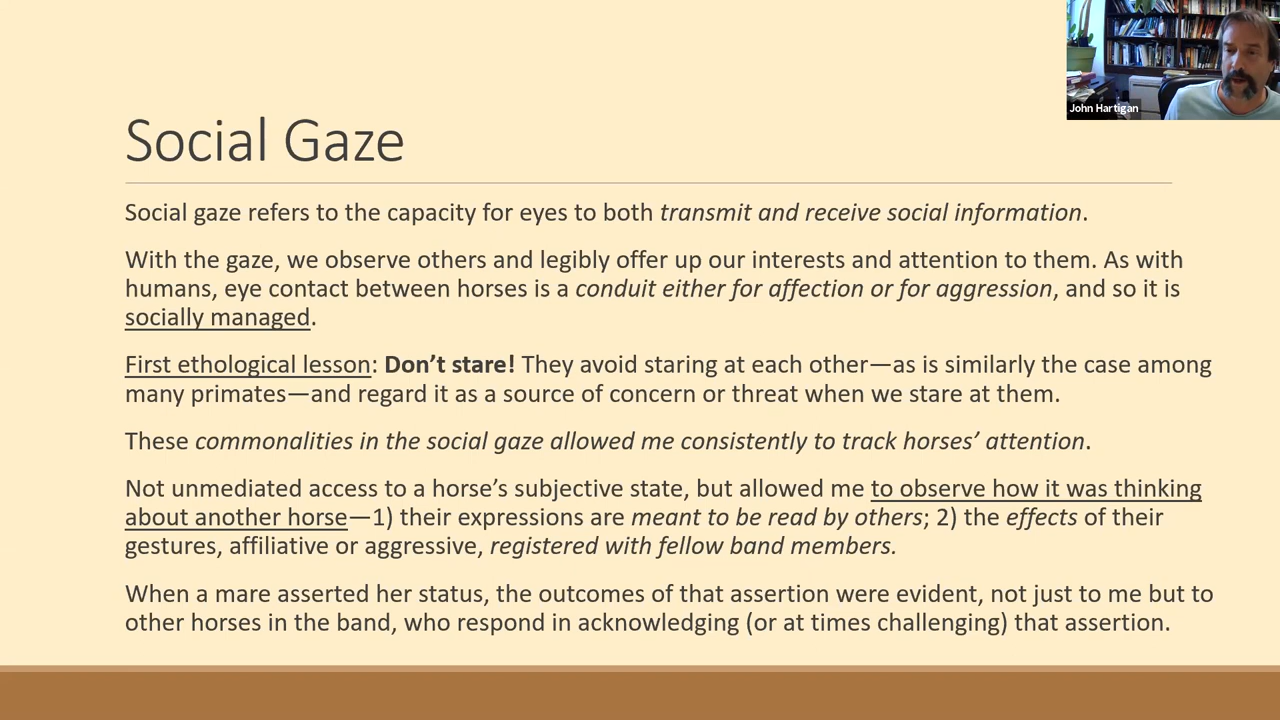 John Hartigan
Social Gaze
Social gaze refers to the capacity for eyes to both transmit and receive social information.
With the gaze, we observe others and legibly offer up our interests and attention to them. As with
humans, eye contact between horses is a conduit either for affection or for aggression, and so it is
socially managed.
First ethological lesson: Don’t stare! They avoid staring at each other—as is similarly the case among
many primates—and regard it as a source of concern or threat when we stare at them.
These commonalities in the social gaze allowed me consistently to track horses’ attention.
Not unmediated access to a horse’s subjective state, but allowed me to observe how it was thinking
about another horse—1) their expressions are meant to be read by others; 2) the effects of their
gestures, affiliative or aggressive, registered with fellow band members.
When a mare asserted her status, the outcomes of that assertion were evident, not just to me but to
other horses in the band, who respond in acknowledging (or at times challenging) that assertion.